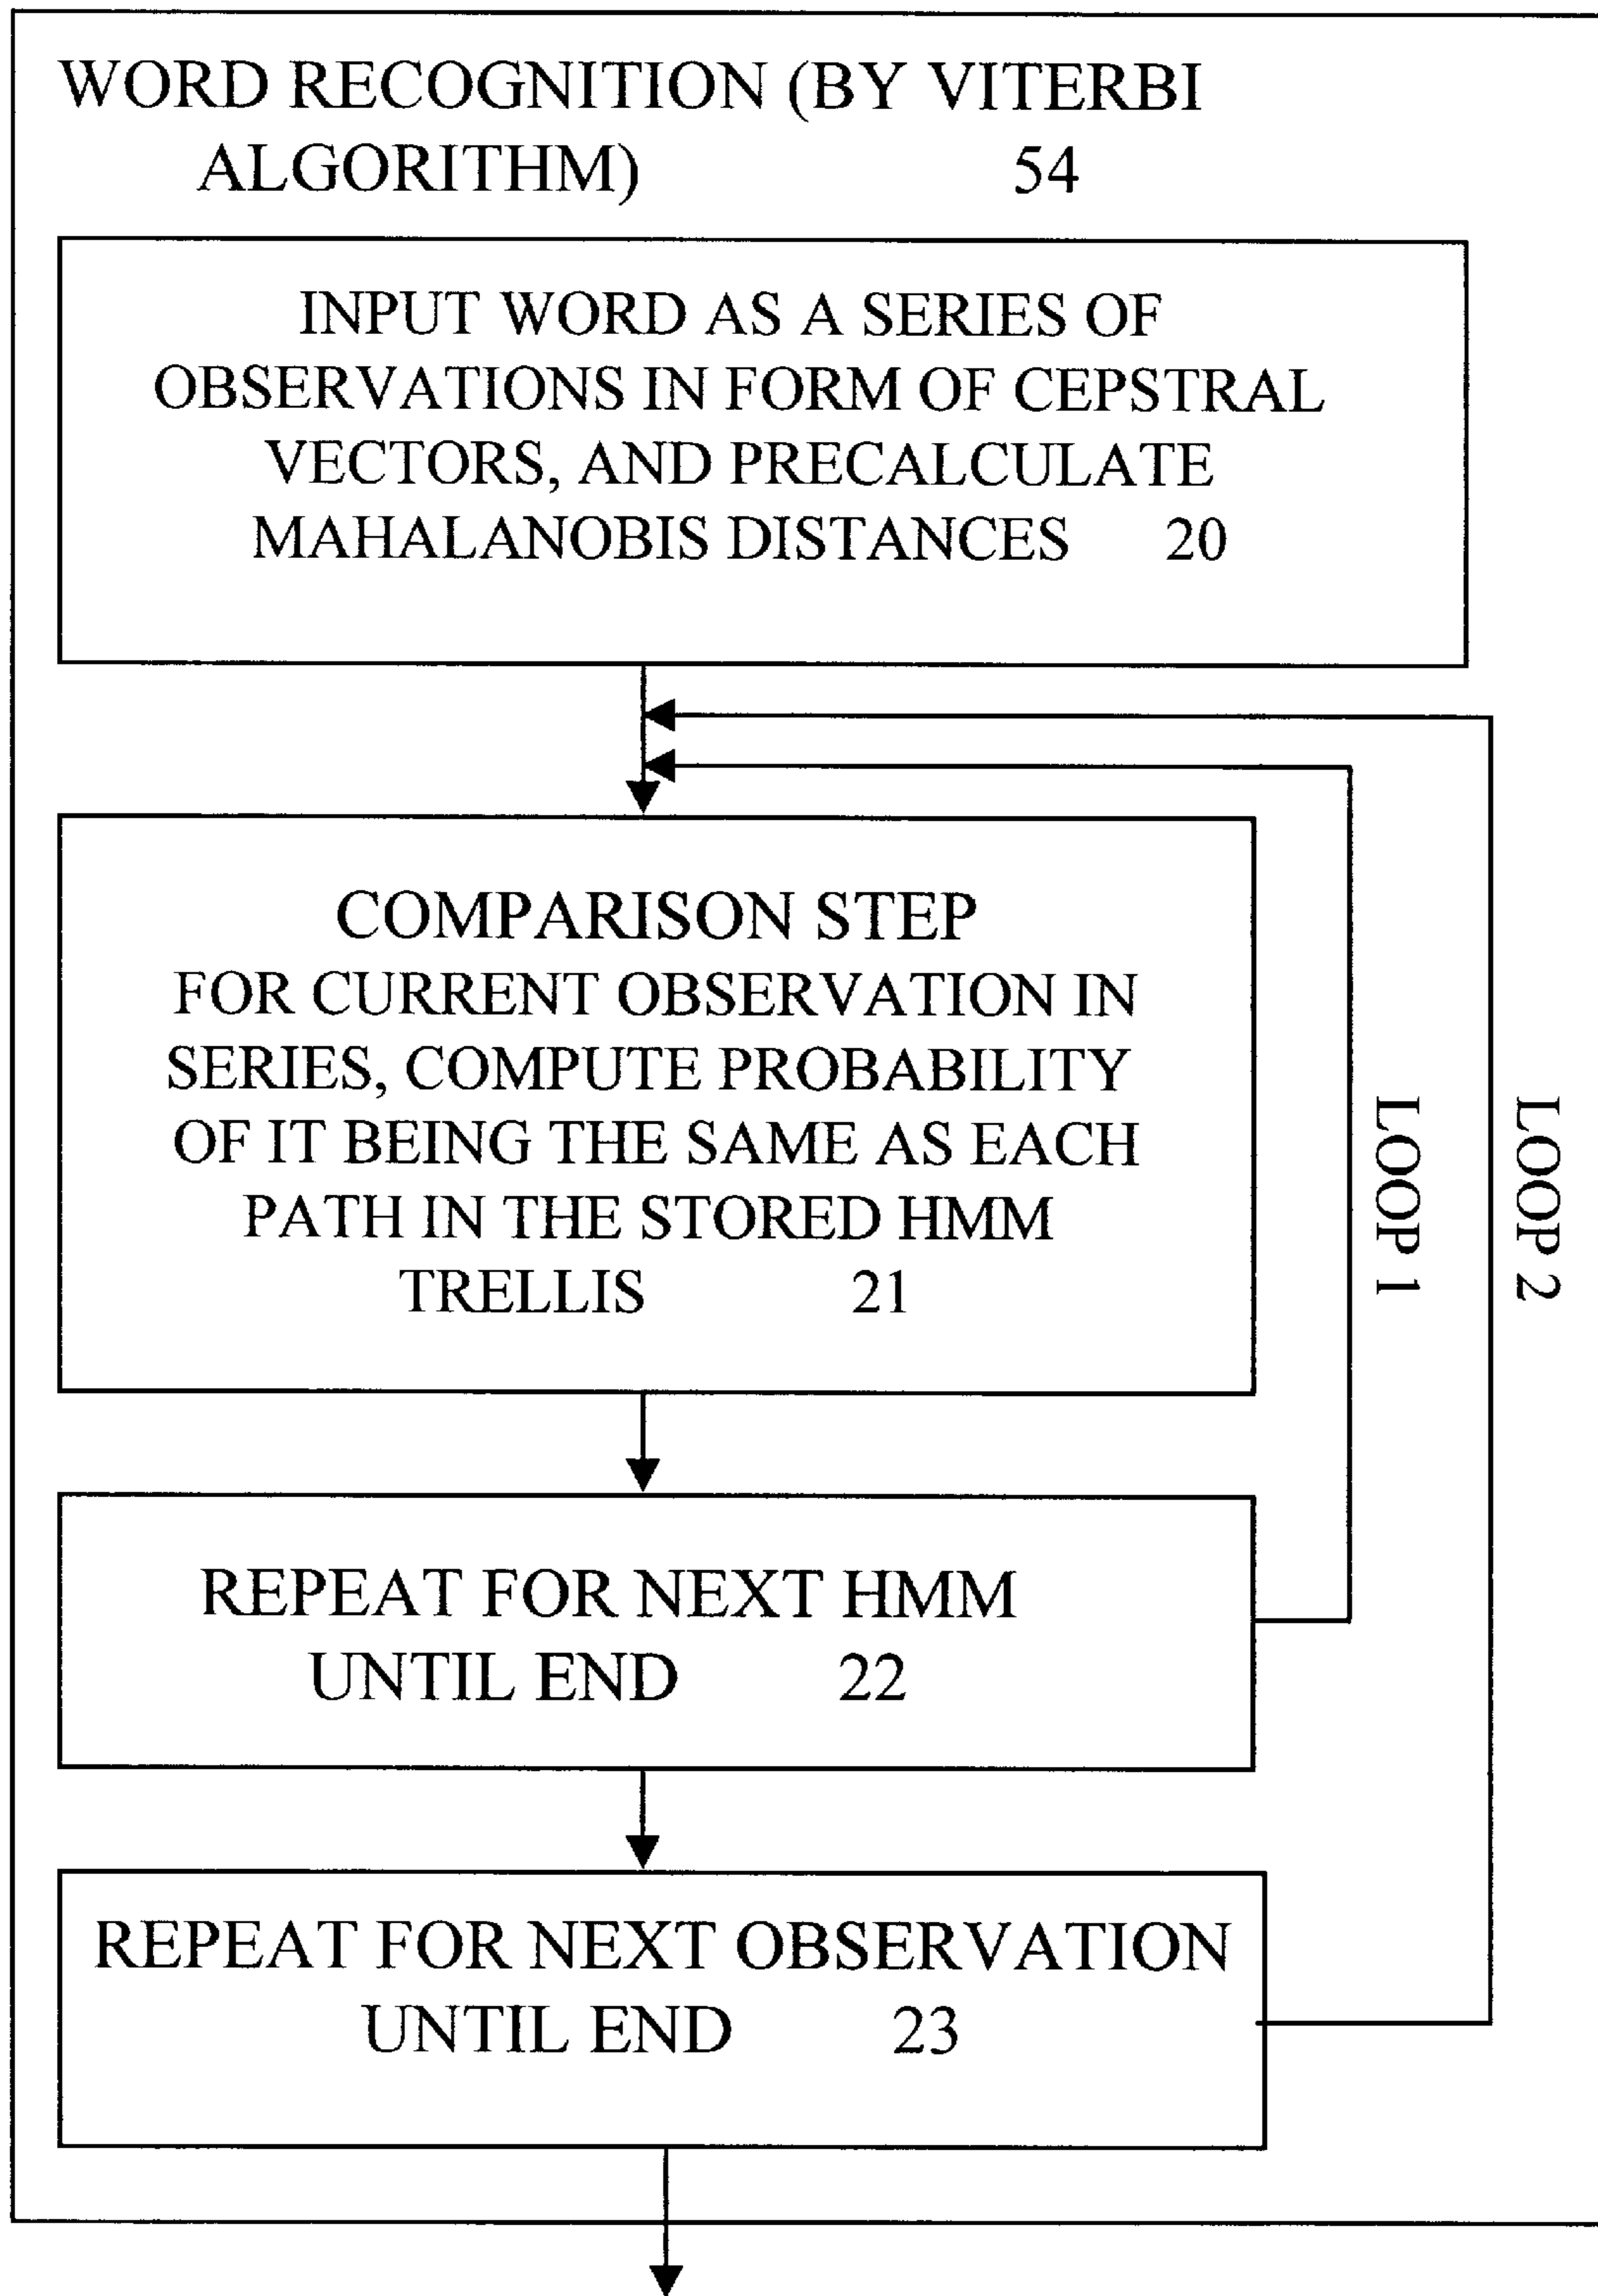 WORD RECOGNITION (BY VITERBI
ALGORITHM) 54
INPUT WORD AS A SERIES OF
OBSERVATIONS IN FORM OF CEPSTRAL
VECTORS, AND PRECALCULATE
MAHALANOBIS DISTANCES 20
COMPARISON STEP
FOR CURRENT OBSERVATION IN
SERIES, COMPUTE PROBABILITY
OF IT BEING THE SAME AS EACH
PATH IN THE STORED HMM
TRELLIS 21
LOOP 1
LOOP 2
REPEAT FOR NEXT HMM
UNTIL END 22
REPEAT FOR NEXT OBSERVATION
UNTIL END 23